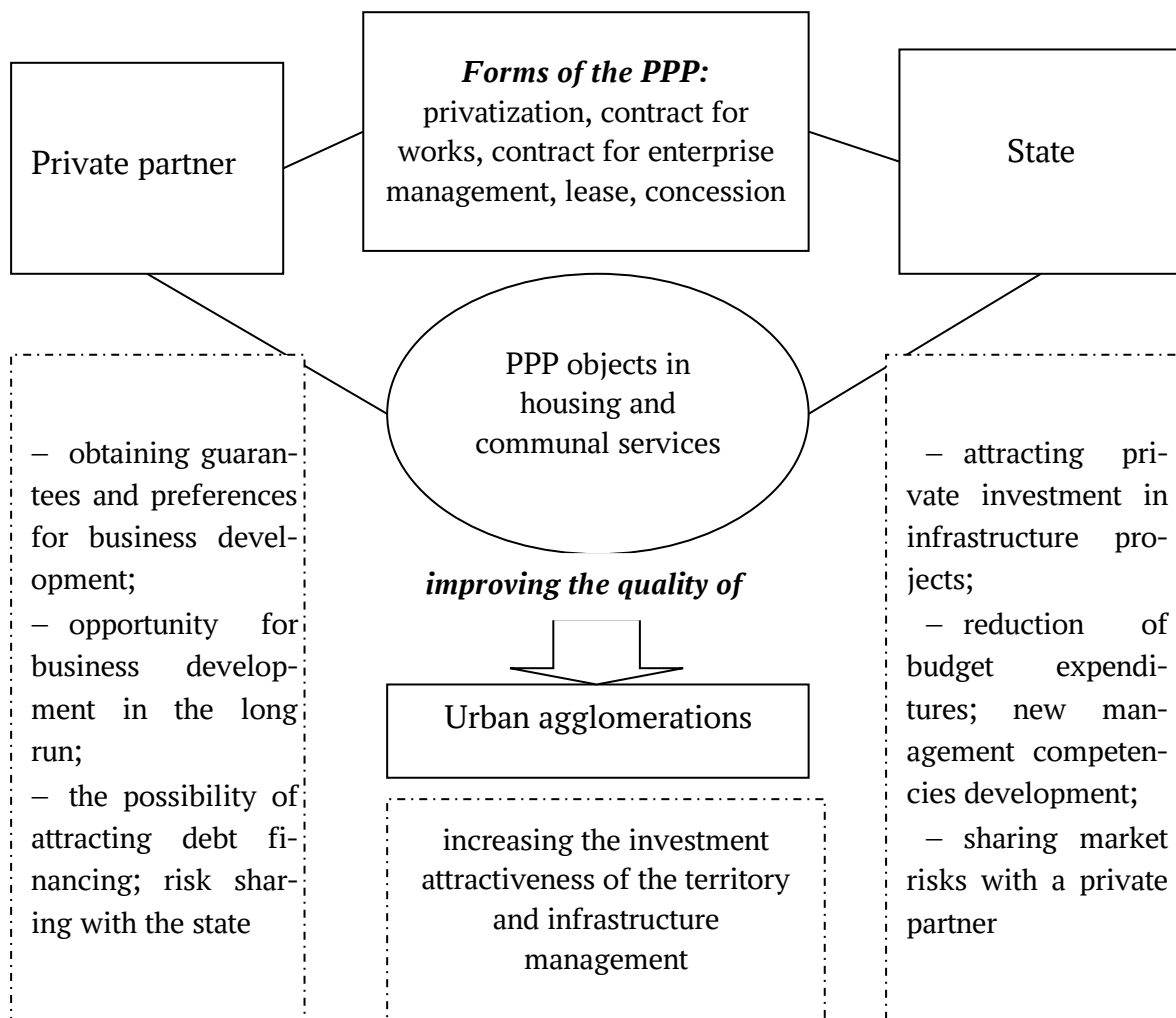 Forms of the PPP:
privatization, contract for
works, contract for enterprise
management, lease, concession
Private partner
State
PPP objects in
housing and
communal services
– obtaining guaran-
tees and preferences
for business devel-
opment;
– opportunity for
business develop-
ment in the long
run;
– the possibility of
attracting debt fi-
nancing; risk shar-
ing with the state
improving the quality of
Urban agglomerations
increasing the investment
attractiveness of the territory
and infrastructure
management
– attracting pri-
vate investment in
infrastructure pro-
jects;
– reduction of
budget expendi-
tures; new man-
agement competen-
cies development;
– sharing market
risks with a private
partner